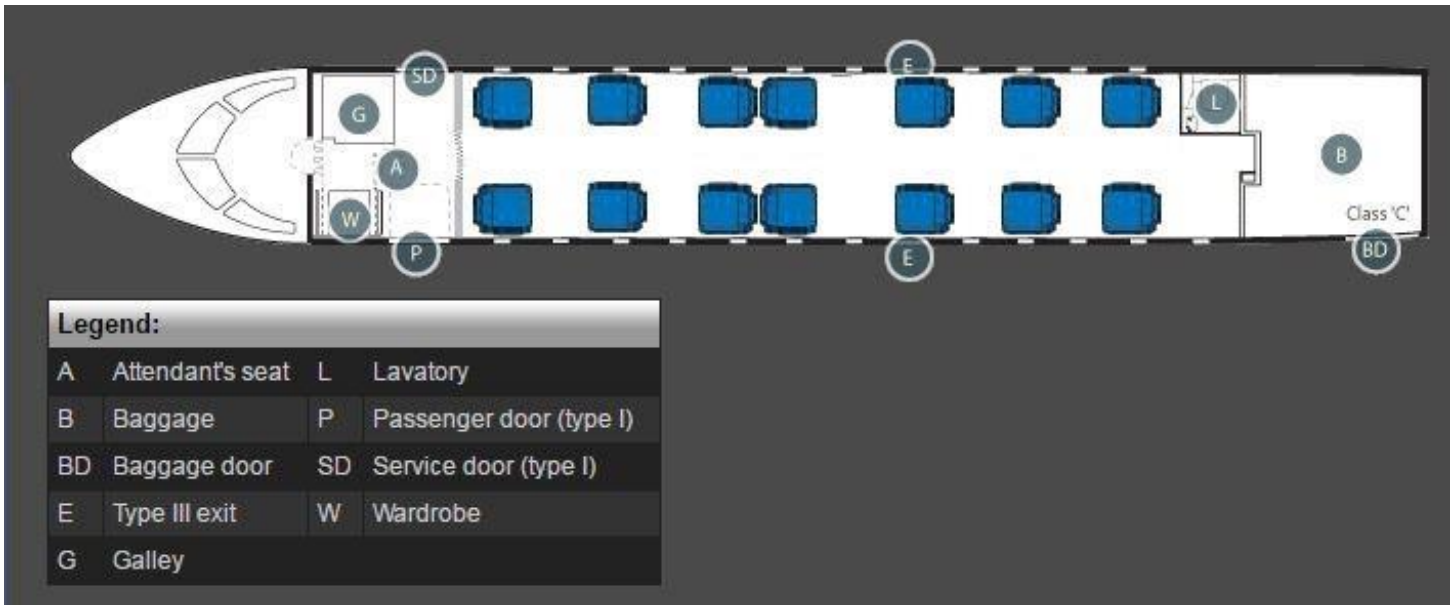 SD
E
G
L
A
B
W
Class 'C'
P
E
BD
Legend:
A Attendant's seat L Lavatory
B Baggage P Passenger door (type I)
BD Baggage door SD Service door (type I)
E Type III exit W Wardrobe
G Galley